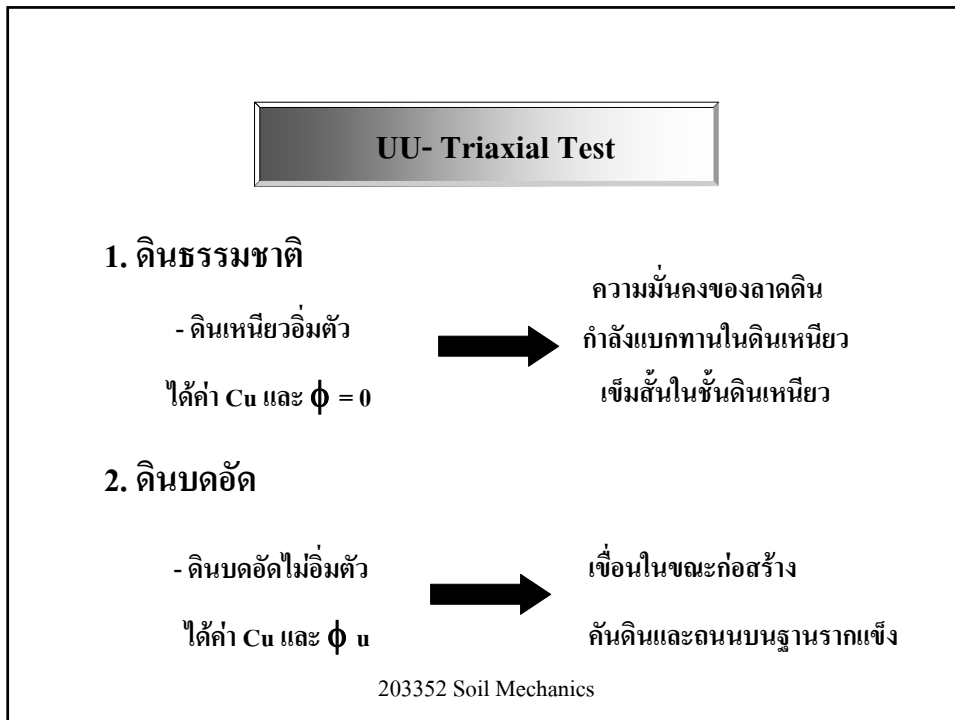 UU- Triaxial Test
1. ดินธรรมชาติ
- ดินเหนียวอิ่มตัว
ได้ค่า Cu และ ϕ = 0
ความมั่นคงของลาดดิน
กำลังแบกทานในดินเหนียว
เข็มสั้นในชั้นดินเหนียว
2. ดินบดอัด
- ดินบดอัดไม่อิ่มตัว
ได้ค่า Cu และ ϕ u
เขื่อนในขณะก่อสร้าง
คันดินและถนนบนฐานรากแข็ง
203352 Soil Mechanics